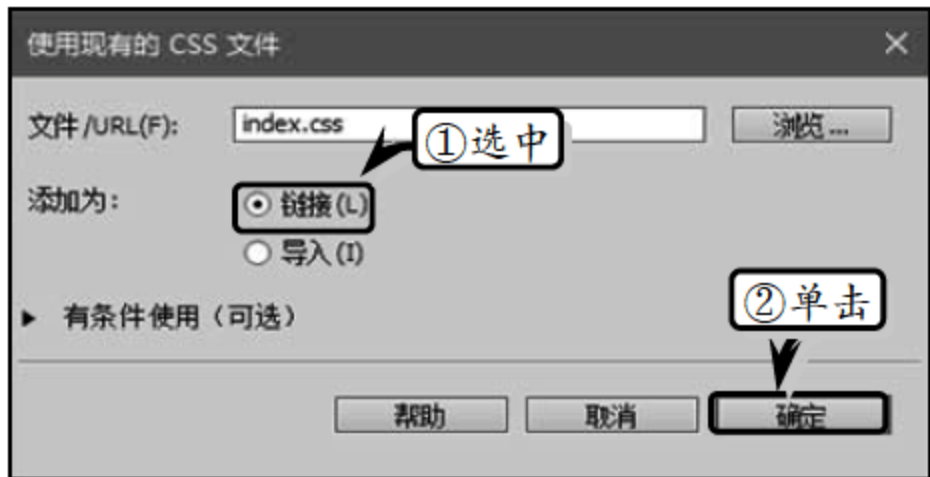 使用现有的 CSS 文件
文件/URL(F): index.css 浏览...
①选中
添加为: 链接(L)
导入(I)
有条件使用（可选）
②单击
帮助 取消 确定